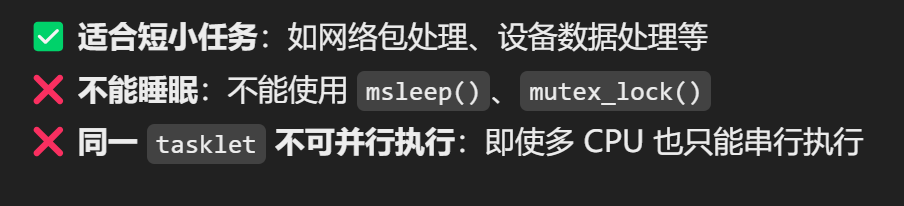 ✅ 适合短小任务：如网络包处理、设备数据处理等
❌ 不能睡眠：不能使用 msleep()、mutex_lock()
❌ 同一 tasklet 不可并行执行：即使多 CPU 也只能串行执行